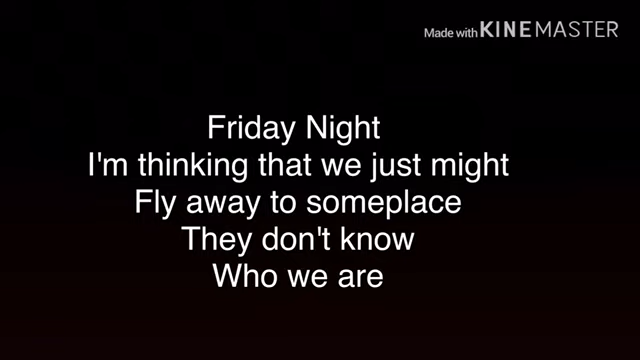 Made with KINEMASTER
Friday Night
I'm thinking that we just might
Fly away to someplace
They don't know
Who we are